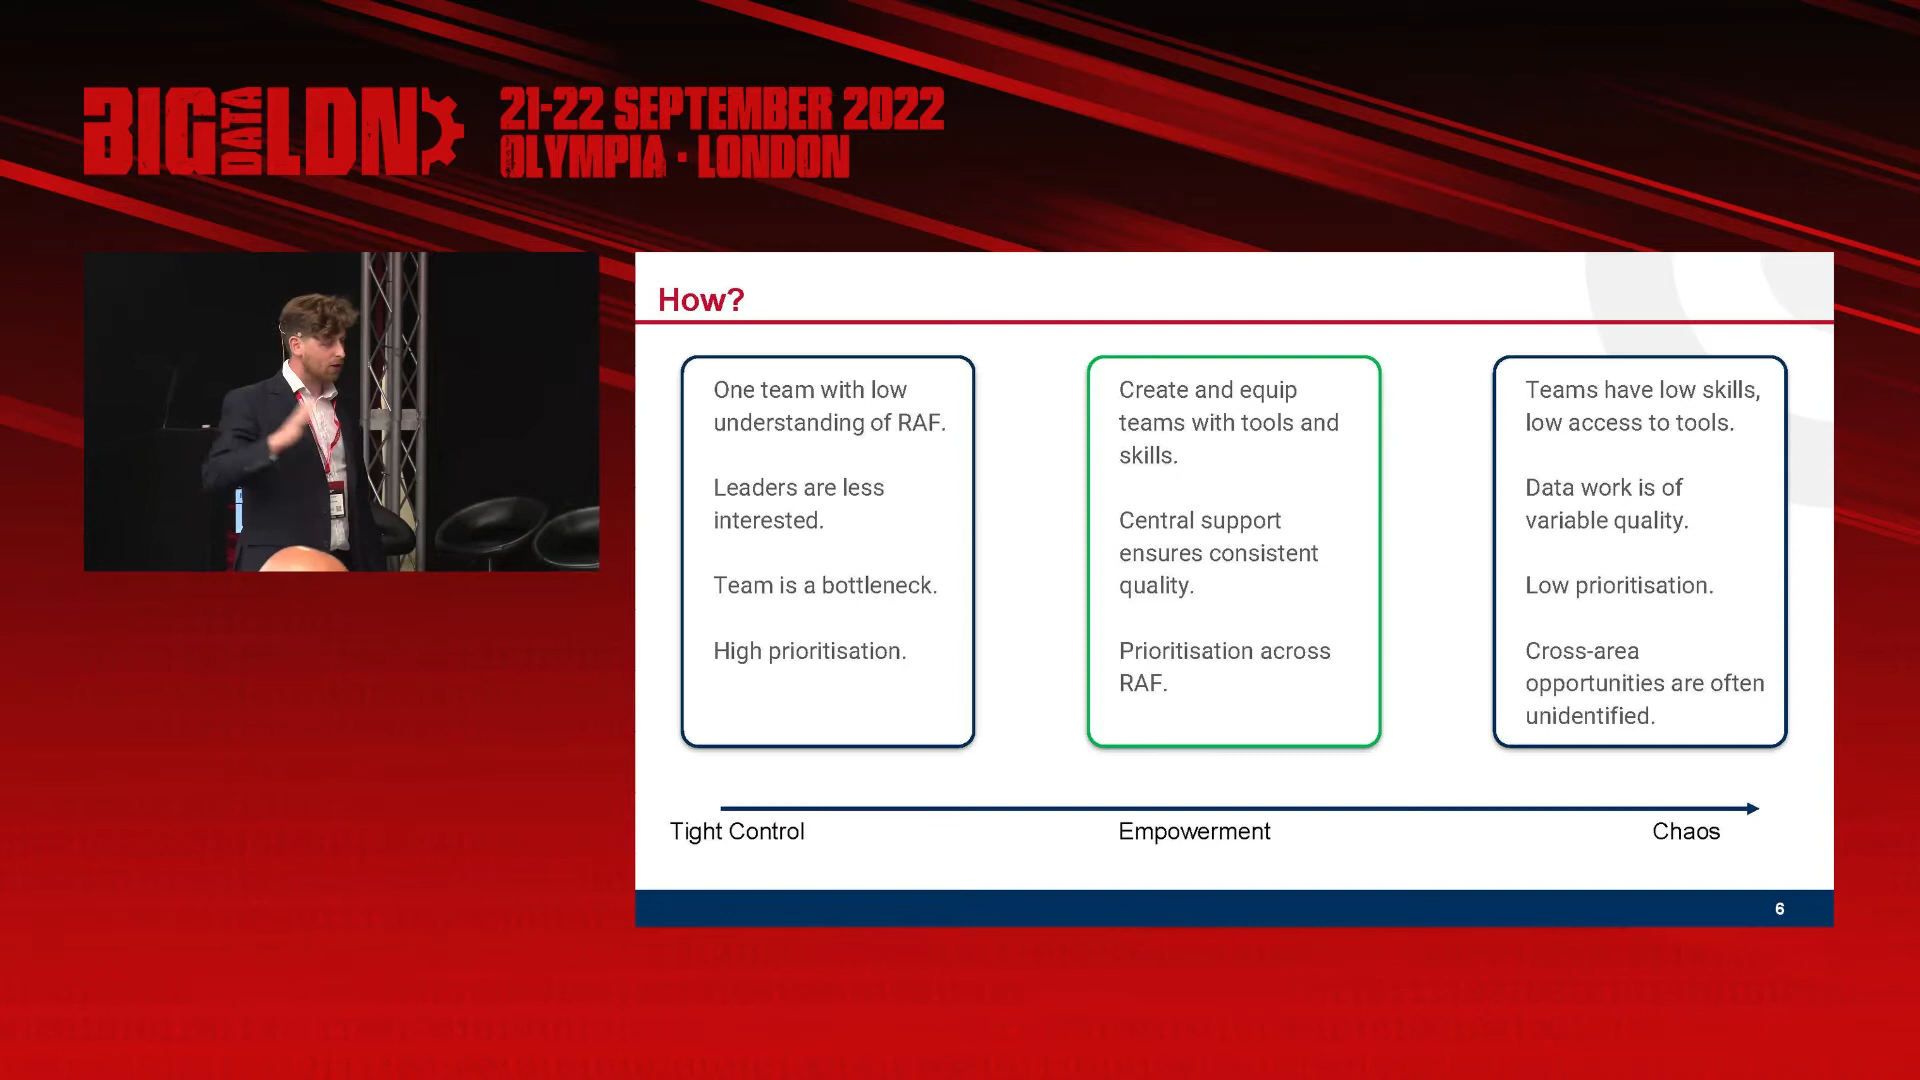 BIG DATA LDN
21-22 SEPTEMBER 2022
OLYMPIA · LONDON
How?
One team with low
understanding of RAF.
Leaders are less
interested.
Team is a bottleneck.
High prioritisation.
Create and equip
teams with tools and
skills.
Central support
ensures consistent
quality.
Prioritisation across
RAF.
Teams have low skills,
low access to tools.
Data work is of
variable quality.
Low prioritisation.
Cross-area
opportunities are often
unidentified.
Tight Control
Empowerment
Chaos
6